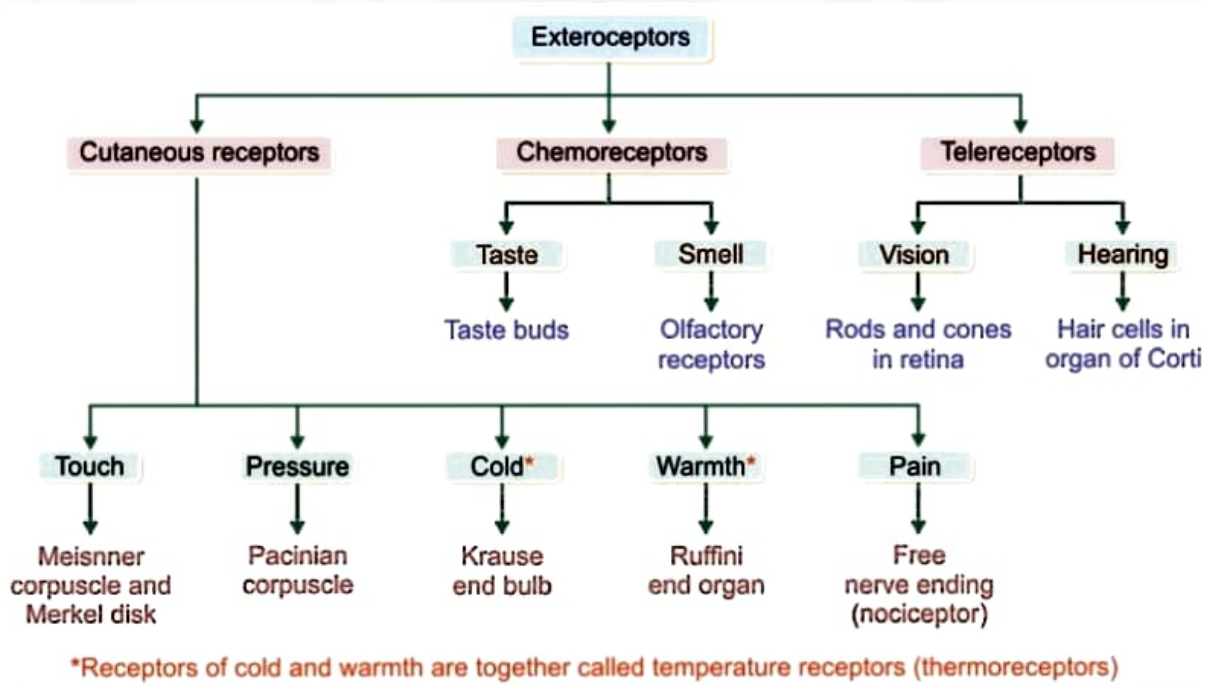 Exteroceptors
Cutaneous receptors
Chemoreceptors
Telereceptors
Taste
Smell
Vision
Hearing
Taste buds
Olfactory
receptors
Rods and cones
in retina
Hair cells in
organ of Corti
Touch
Pressure
Cold*
Warmth*
Pain
Meisnner
corpuscle and
Merkel disk
Pacinian
corpuscle
Krause
end bulb
Ruffini
end organ
Free
nerve ending
(nociceptor)
*Receptors of cold and warmth are together called temperature receptors (thermoreceptors)